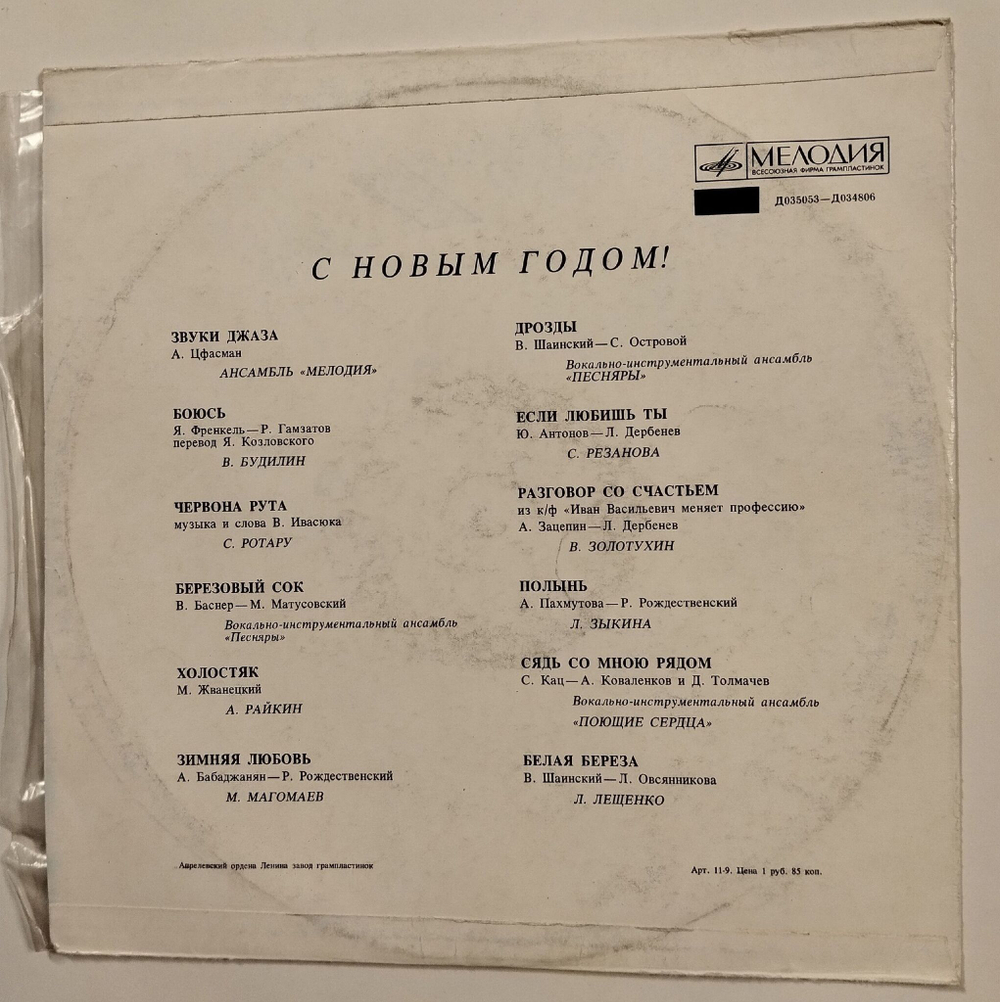 МЕЛОДИЯ
ВСЕСОЮЗНАЯ ФИРМА ГРАМПЛАСТИНОК
Д035053—Д034806
С НОВЫМ ГОДОМ!
ЗВУКИ ДЖАЗА
А. Цфасман
АНСАМБЛЬ «МЕЛОДИЯ»
БОЮСЬ
Я. Френкель—Р. Гамзатов
перевод Я. Козловского
В. БУДИЛИН
ЧЕРВОНА РУТА
музыка и слова В. Ивасюка
С. РОТАРУ
БЕРЕЗОВЫЙ СОК
В. Баснер—М. Матусовский
Вокально-инструментальный ансамбль
«Песняры»
ХОЛОСТЯК
М. Жванецкий
А. РАЙКИН
ЗИМНЯЯ ЛЮБОВЬ
А. Бабаджанян—Р. Рождественский
М. МАГОМАЕВ
ДРОЗДЫ
В. Шаинский—С. Островой
Вокально-инструментальный ансамбль
«ПЕСНЯРЫ»
ЕСЛИ ЛЮБИШЬ ТЫ
Ю. Антонов—Л. Дербенев
С. РЕЗАНОВА
РАЗГОВОР СО СЧАСТЬЕМ
из к/ф «Иван Васильевич меняет профессию»
А. Зацепин—Л. Дербенев
В. ЗОЛОТУХИН
ПОЛЫНЬ
А. Пахмутова—Р. Рождественский
Л. ЗЫКИНА
СЯДЬ СО МНОЮ РЯДОМ
С. Кац—А. Коваленков и Д. Толмачев
Вокально-инструментальный ансамбль
«ПОЮЩИЕ СЕРДЦА»
БЕЛАЯ БЕРЕЗА
В. Шаинский—Л. Овсянникова
Л. ЛЕЩЕНКО
Апрелевский ордена Ленина завод грампластинок
Арт. 11-9. Цена 1 руб. 85 коп.